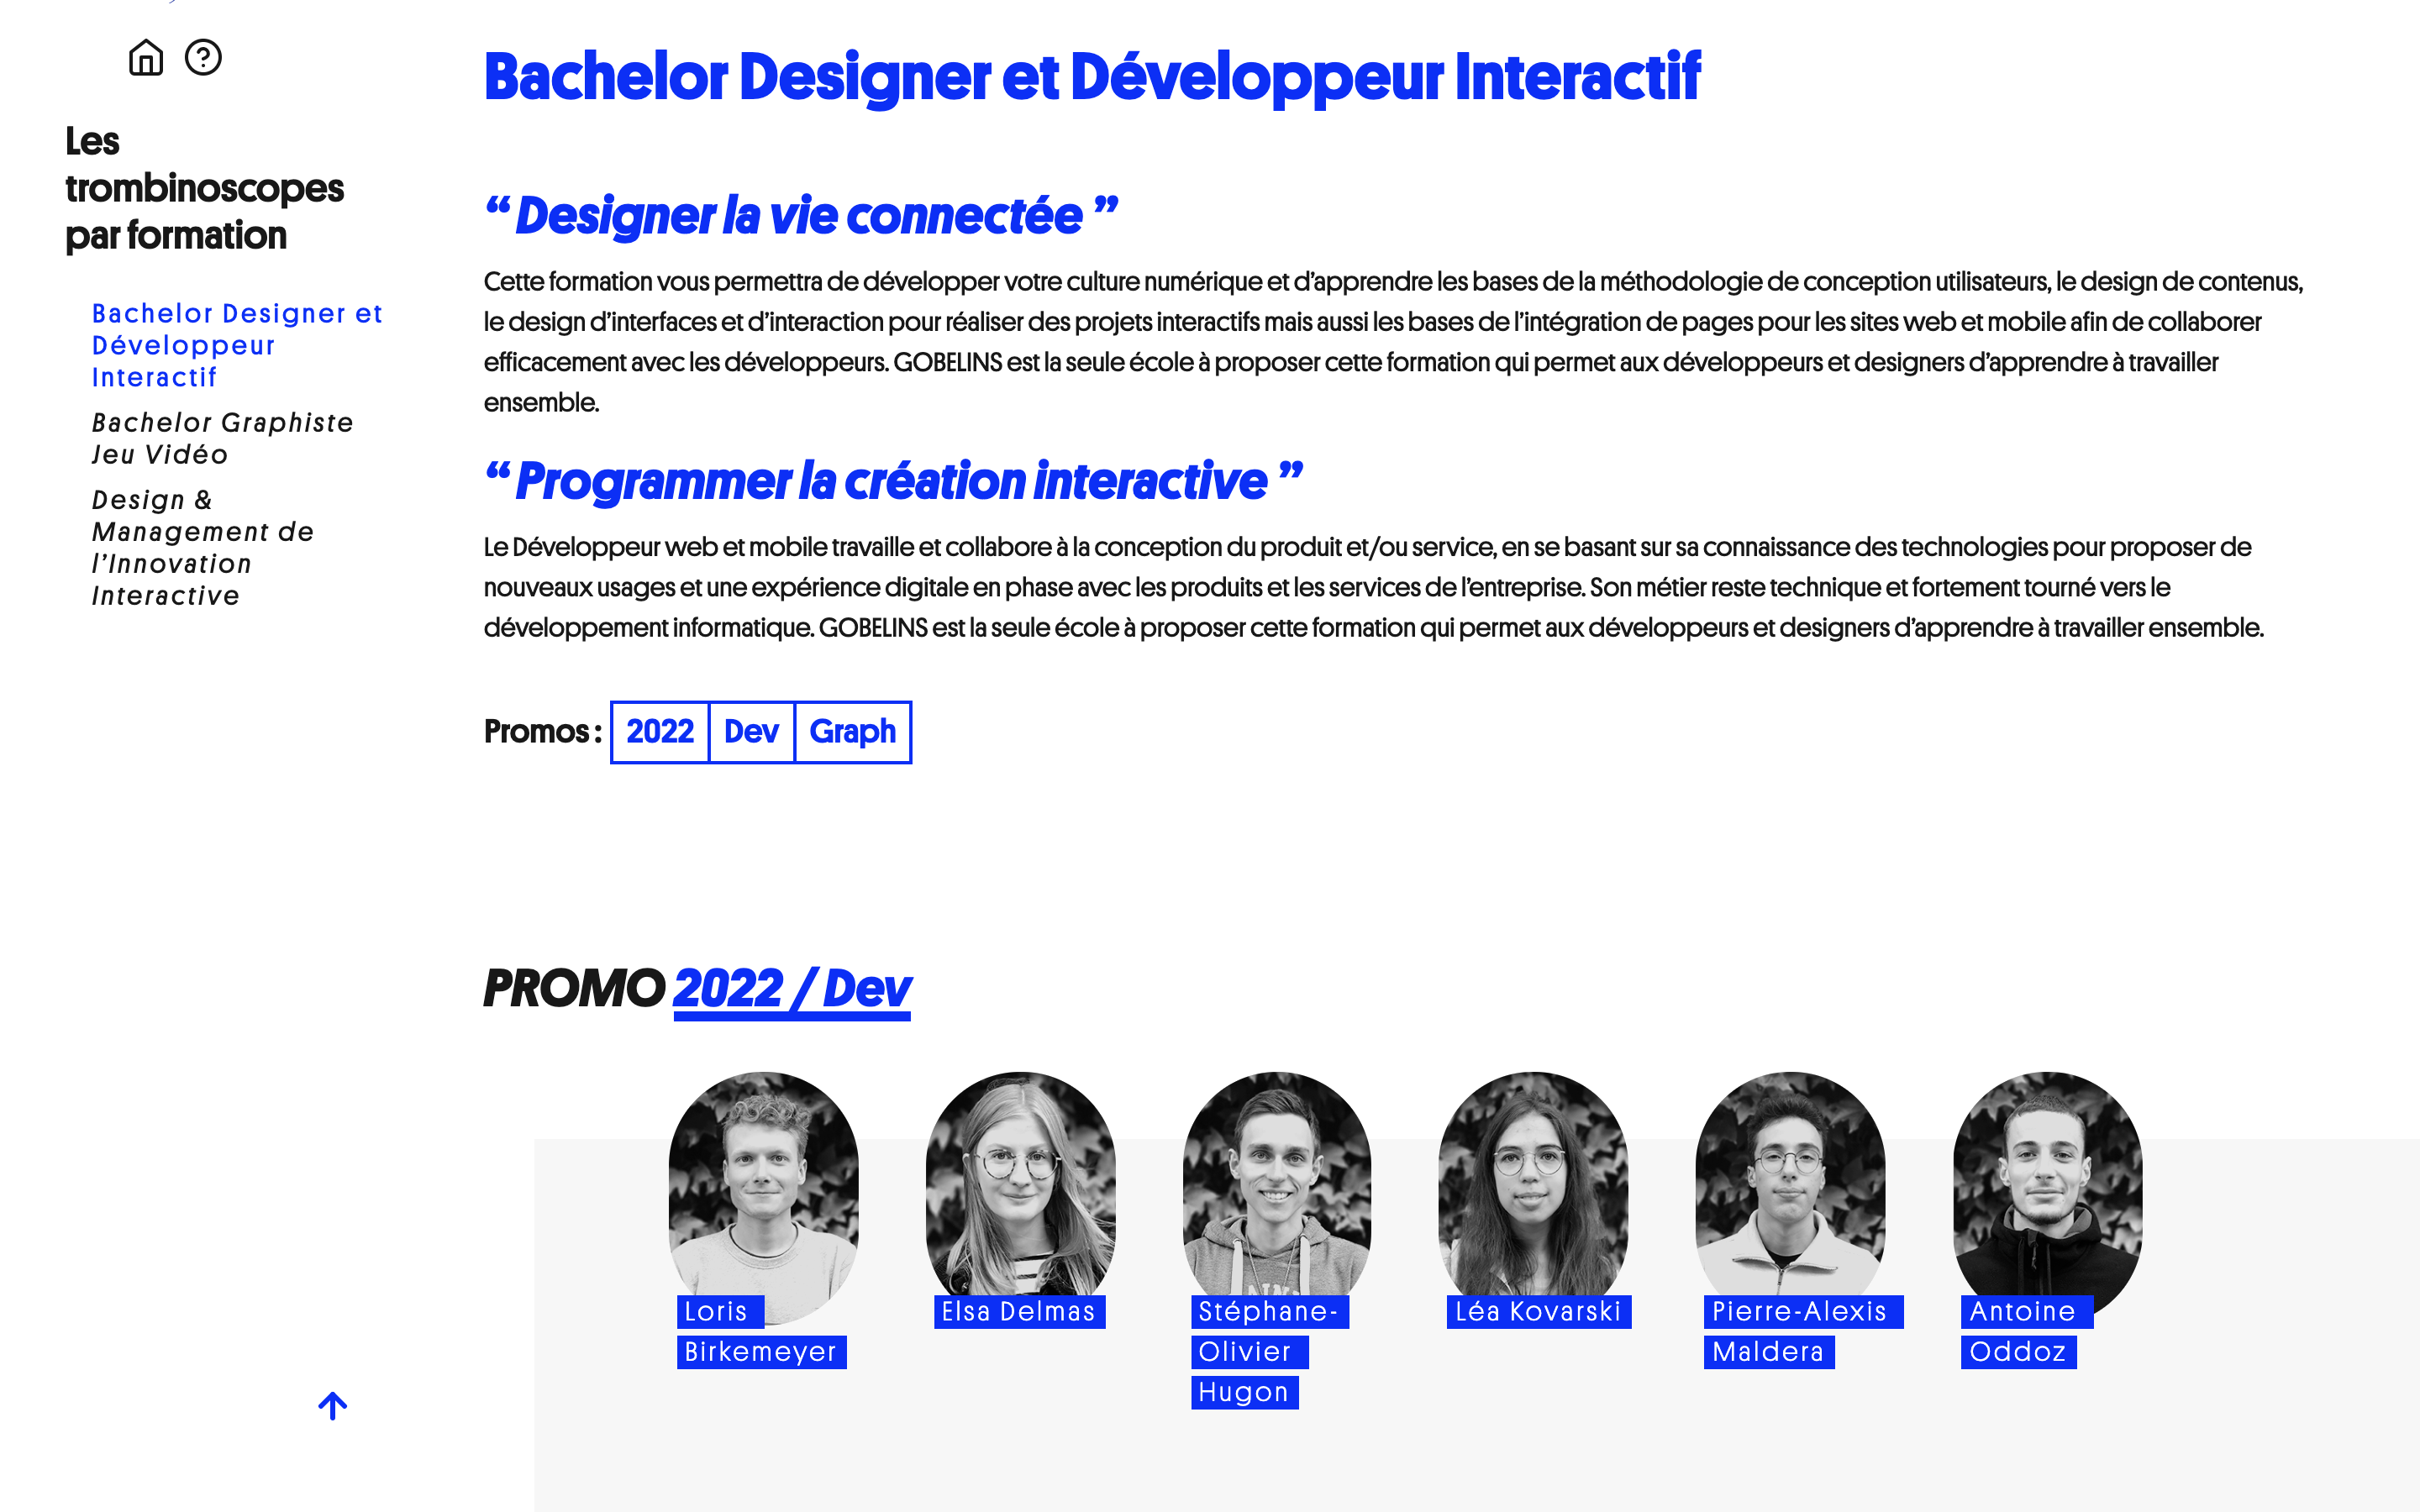 Les
trombinoscopes
par formation
Bachelor Designer et
Développeur
Interactif
Bachelor Graphiste
Jeu Vidéo
Design &
Management de
l’Innovation
Interactive
Bachelor Designer et Développeur Interactif
“ Designer la vie connectée ”
Cette formation vous permettra de développer votre culture numérique et d’apprendre les bases de la méthodologie de conception utilisateurs, le design de contenus,
le design d’interfaces et d’interaction pour réaliser des projets interactifs mais aussi les bases de l’intégration de pages pour les sites web et mobile afin de collaborer
efficacement avec les développeurs. GOBELINS est la seule école à proposer cette formation qui permet aux développeurs et designers d’apprendre à travailler
ensemble.
“ Programmer la création interactive ”
Le Développeur web et mobile travaille et collabore à la conception du produit et/ou service, en se basant sur sa connaissance des technologies pour proposer de
nouveaux usages et une expérience digitale en phase avec les produits et les services de l’entreprise. Son métier reste technique et fortement tourné vers le
développement informatique. GOBELINS est la seule école à proposer cette formation qui permet aux développeurs et designers d’apprendre à travailler ensemble.
Promos : 2022 Dev Graph
PROMO 2022 / Dev
Loris
Birkemeyer
Elsa Delmas
Stéphane-
Olivier
Hugon
Léa Kovarski
Pierre-Alexis
Maldera
Antoine
Oddoz